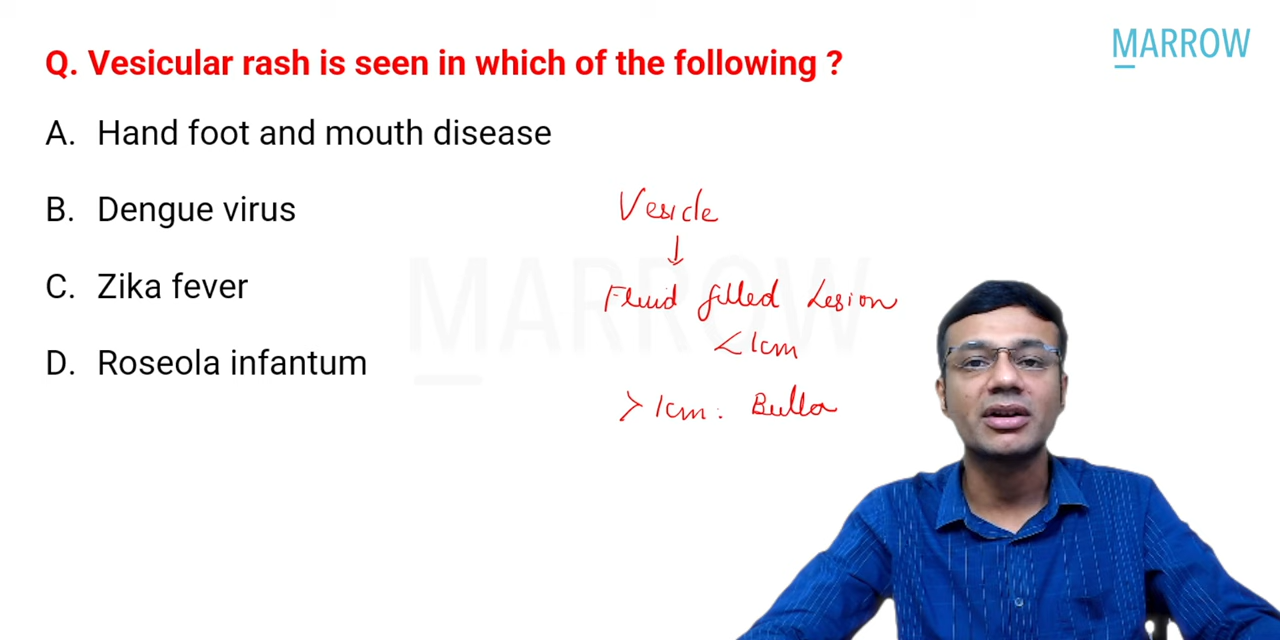 MARROW
Q. Vesicular rash is seen in which of the following ?
A. Hand foot and mouth disease
B. Dengue virus
C. Zika fever
D. Roseola infantum
Vesicle
↓
Fluid filled Lesion
< 1cm
> 1cm : Bulla
MARROW